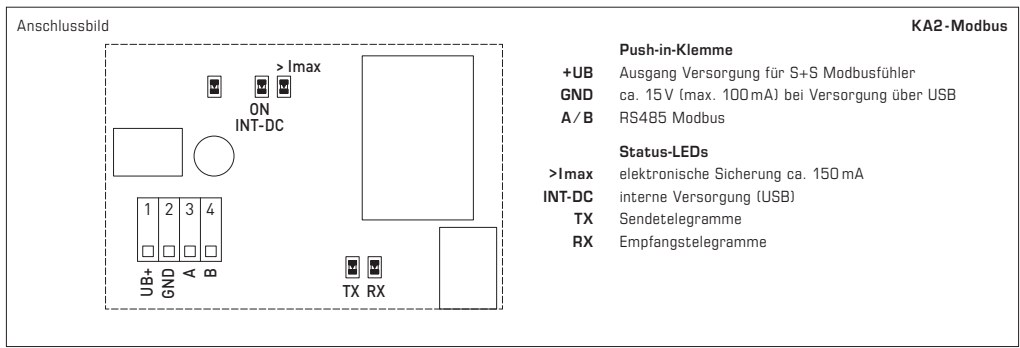 Anschlussbild
KA2-Modbus
> Imax
ON
INT-DC
1 2 3 4
UB+
GND
A
B
TX RX
Push-in-Klemme
+UB Ausgang Versorgung für S+S Modbusfühler
GND ca. 15 V (max. 100 mA) bei Versorgung über USB
A / B RS485 Modbus
Status-LEDs
>Imax elektronische Sicherung ca. 150 mA
INT-DC interne Versorgung (USB)
TX Sendetelegramme
RX Empfangstelegramme